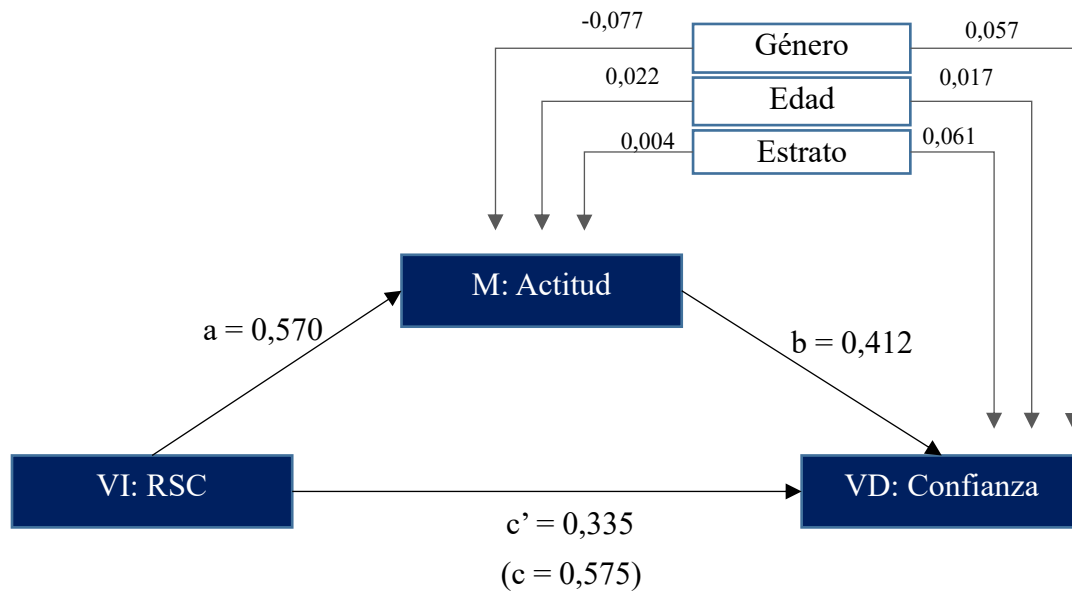 -0,077
Género
0,057
0,022
Edad
0,017
0,004
Estrato
0,061
M: Actitud
a = 0,570
b = 0,412
VI: RSC
VD: Confianza
c’ = 0,335
(c = 0,575)